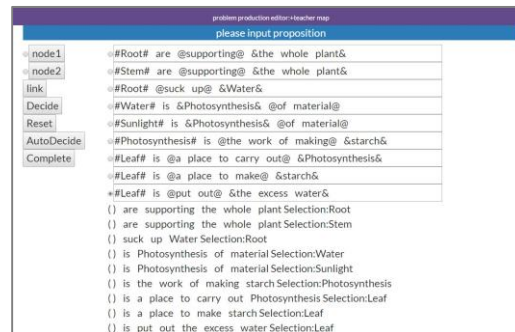 problem production editor:+teacher map
please input proposition
node1
node2
link
Decide
Reset
AutoDecide
Complete
#Root# are @supporting@ &the whole plant&
#Stem# are @supporting@ &the whole plant&
#Root# @suck up@ &Water&
#Water# is &Photosynthesis& @of material@
#Sunlight# is &Photosynthesis& @of material@
#Photosynthesis# is @the work of making@ &starch&
#Leaf# is @a place to carry out@ &Photosynthesis&
#Leaf# is @a place to make@ &starch&
#Leaf# is @put out@ &the excess water&
() are supporting the whole plant Selection:Root
() are supporting the whole plant Selection:Stem
() suck up Water Selection:Root
() is Photosynthesis of material Selection:Water
() is Photosynthesis of material Selection:Sunlight
() is the work of making starch Selection:Photosynthesis
() is a place to carry out Photosynthesis Selection:Leaf
() is a place to make starch Selection:Leaf
() is put out the excess water Selection:Leaf